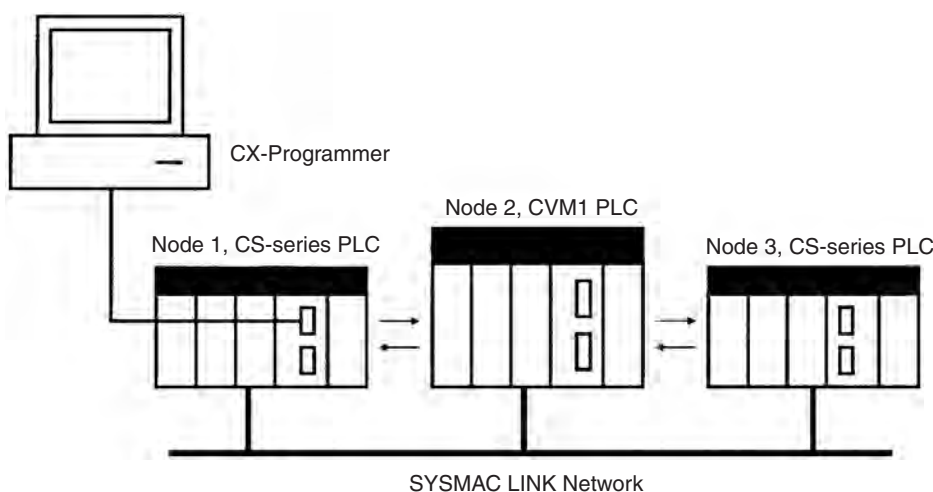 CX-Programmer
Node 2, CVM1 PLC
Node 1, CS-series PLC
Node 3, CS-series PLC
SYSMAC LINK Network